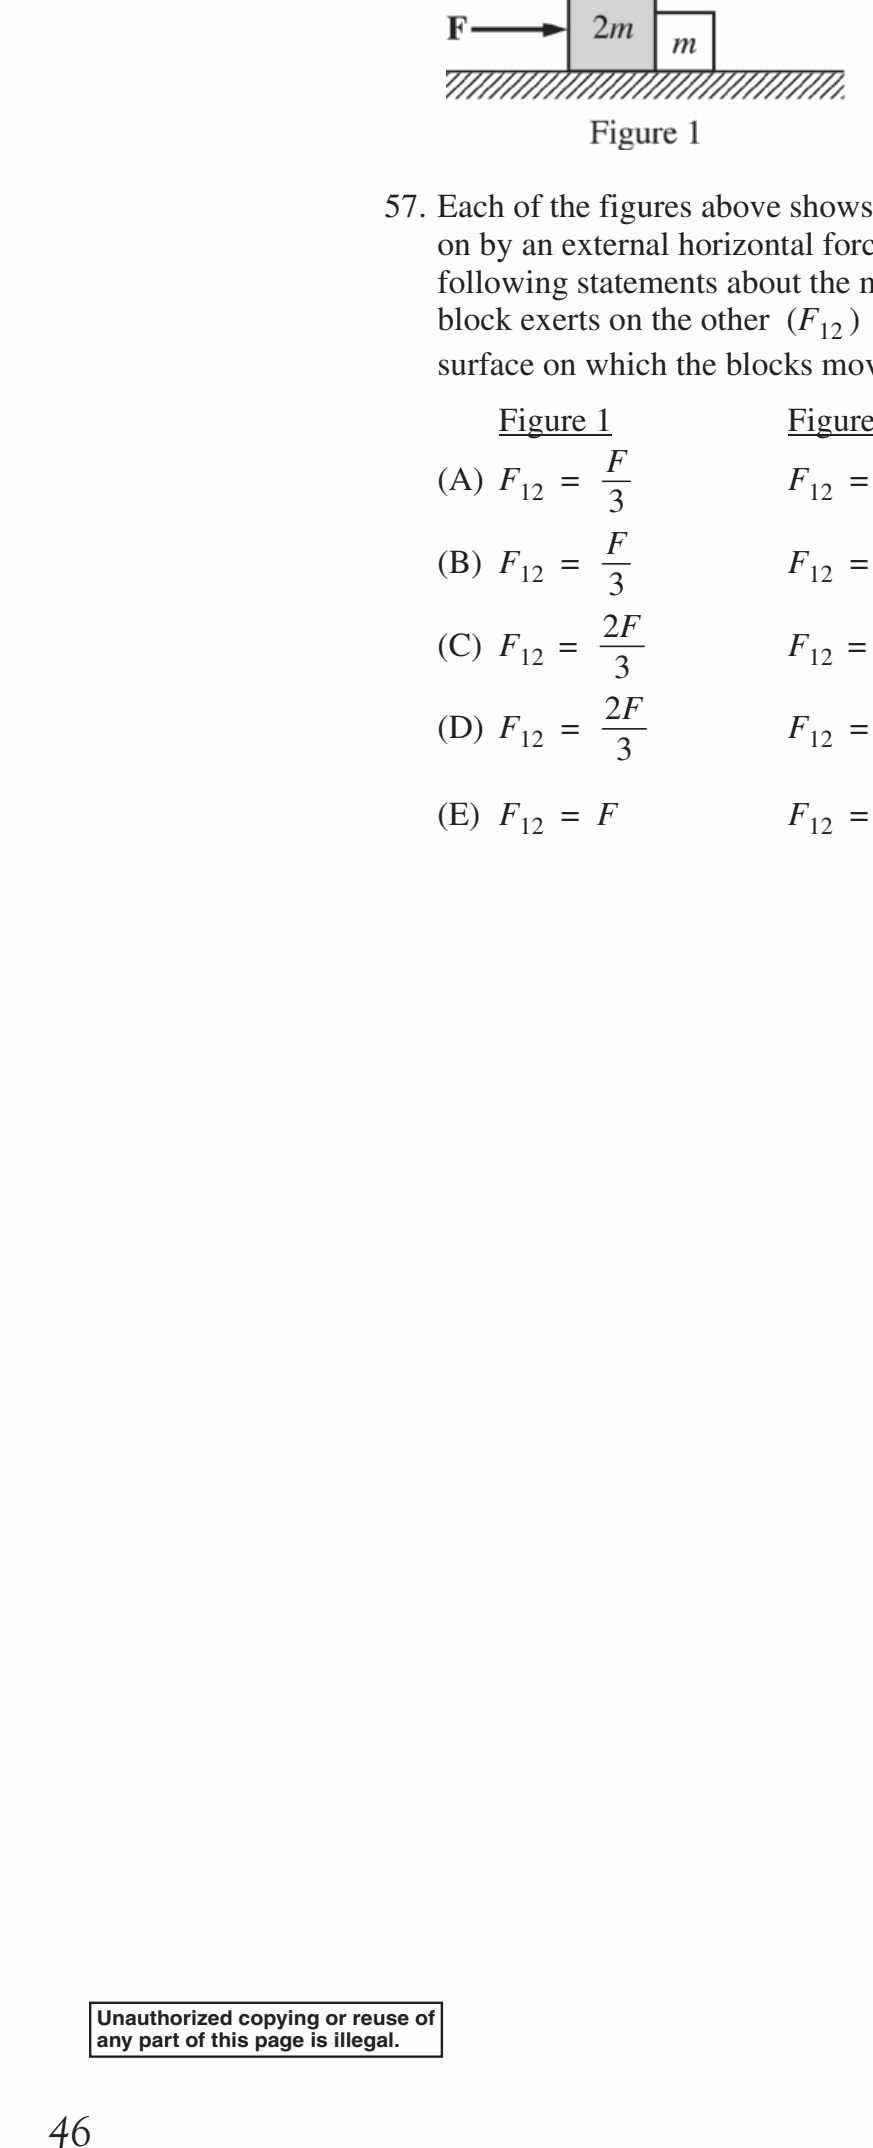 F 2m m
Figure 1
57. Each of the figures above shows
on by an external horizontal forc
following statements about the
block exerts on the other (F12)
surface on which the blocks mov
Figure 1 Figure
(A) F12 = F/3 F12 =
(B) F12 = F/3 F12 =
(C) F12 = 2F/3 F12 =
(D) F12 = 2F/3 F12 =
(E) F12 = F F12 =
Unauthorized copying or reuse of
any part of this page is illegal.
46